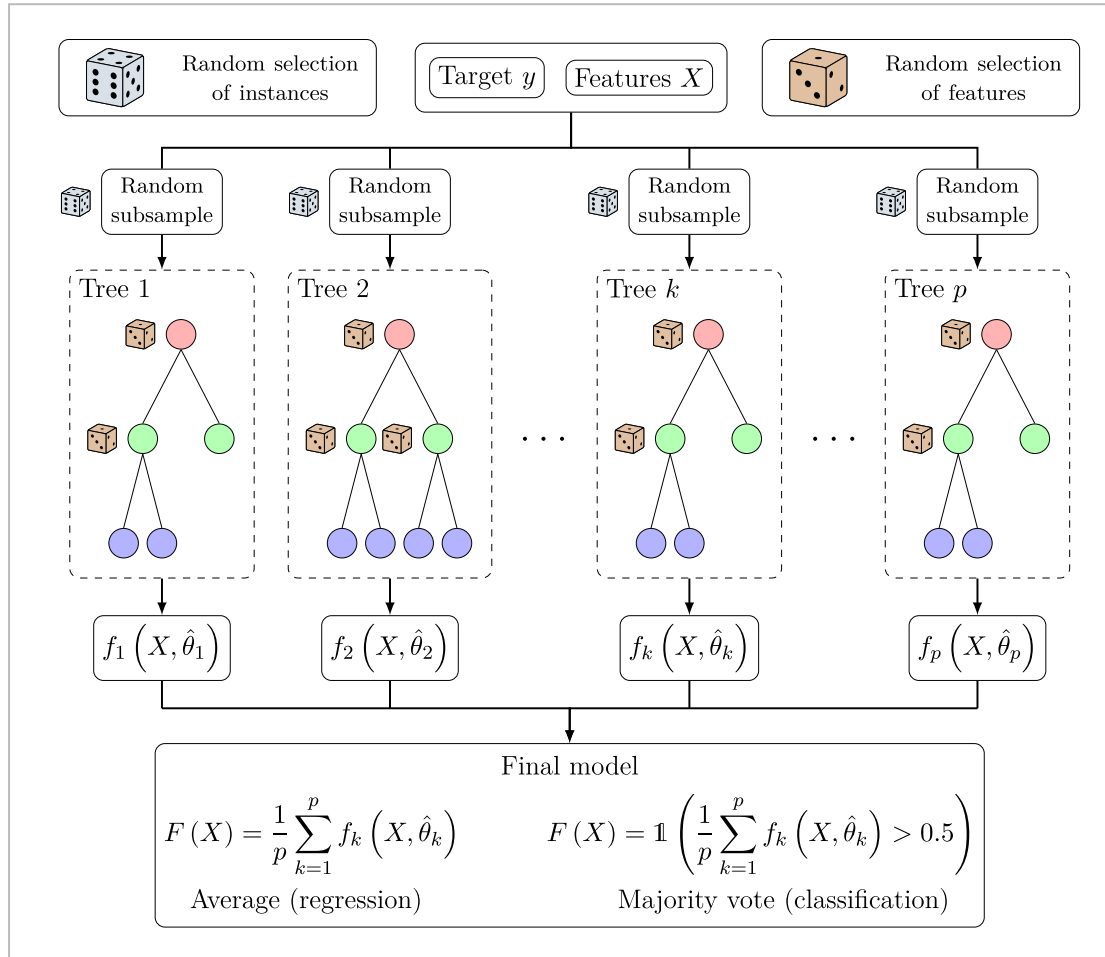 Random selection
of instances
Target y
Features X
Random selection
of features
Random
subsample
Random
subsample
Random
subsample
Random
subsample
Tree 1
Tree 2
Tree k
Tree p
. . .
. . .
f₁ (X, θ̂₁)
f₂ (X, θ̂₂)
fₖ (X, θ̂ₖ)
fₚ (X, θ̂ₚ)
Final model
F (X) = 1/p ∑_{k=1}^{p} fₖ (X, θ̂ₖ)
F (X) = 𝟙 (1/p ∑_{k=1}^{p} fₖ (X, θ̂ₖ) > 0.5)
Average (regression)
Majority vote (classification)